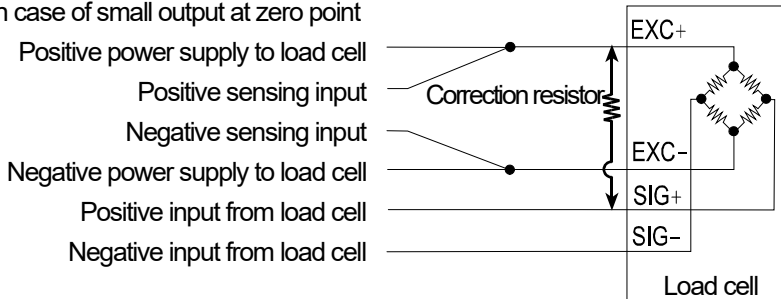 case of small output at zero point
Positive power supply to load cell
Positive sensing input
Negative sensing input
Negative power supply to load cell
Positive input from load cell
Negative input from load cell
Correction resistor
EXC+
EXC-
SIG+
SIG-
Load cell